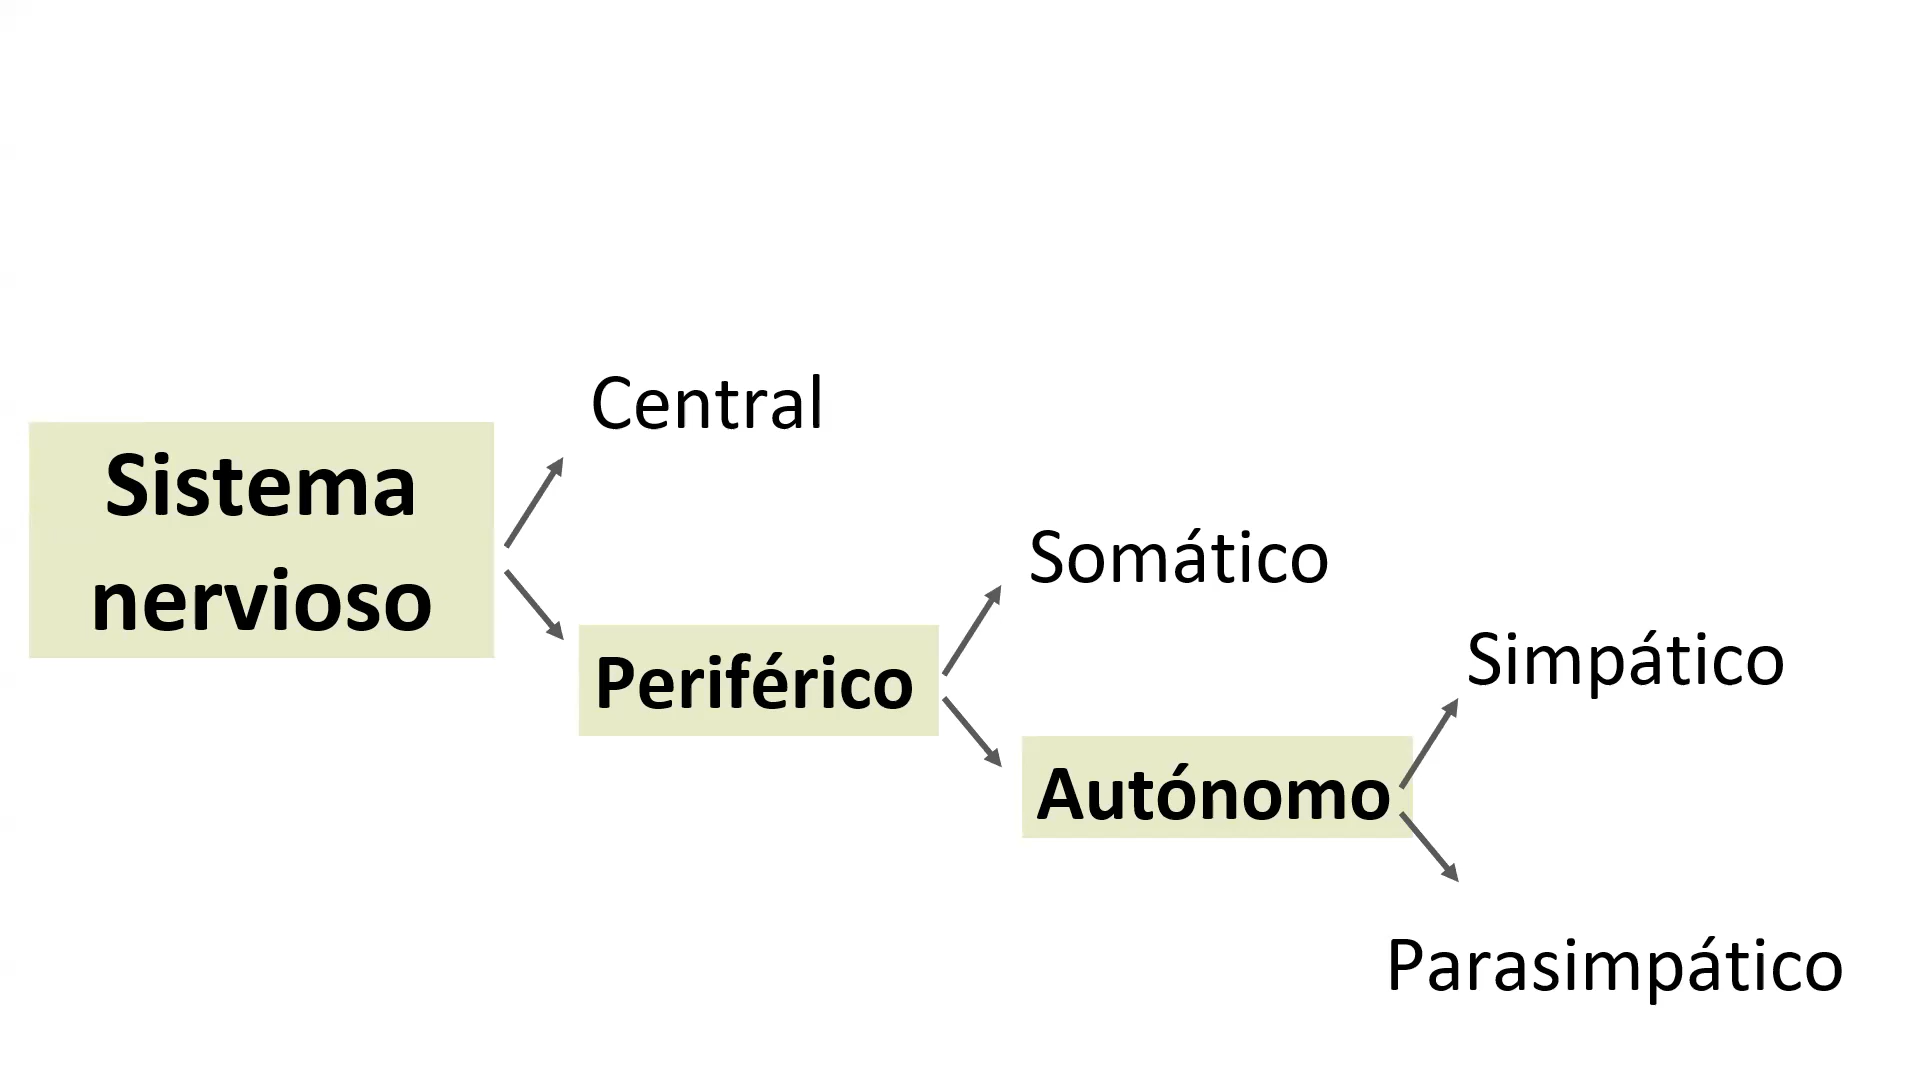 Central
Sistema
nervioso
Somático
Periférico
Simpático
Autónomo
Parasimpático